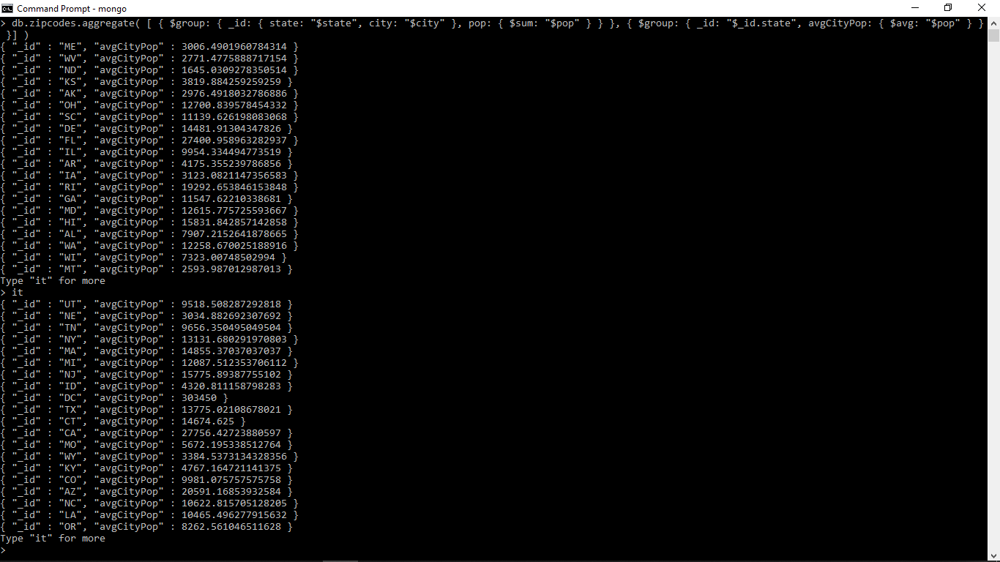 Command Prompt - mongo
> db.zipcodes.aggregate( [ { $group: { _id: { state: "$state", city: "$city" }, pop: { $sum: "$pop" } } }, { $group: { _id: "$_id.state", avgCityPop: { $avg: "$pop" } }
 }] )
{ "_id" : "ME", "avgCityPop" : 3006.4901960784314 }
{ "_id" : "WV", "avgCityPop" : 2771.4775888717154 }
{ "_id" : "ND", "avgCityPop" : 1645.0309278350514 }
{ "_id" : "KS", "avgCityPop" : 3819.884259259259 }
{ "_id" : "AK", "avgCityPop" : 2976.4918032786886 }
{ "_id" : "OH", "avgCityPop" : 12700.839578454332 }
{ "_id" : "SC", "avgCityPop" : 11139.626198083068 }
{ "_id" : "DE", "avgCityPop" : 14481.91304347826 }
{ "_id" : "FL", "avgCityPop" : 27400.958963282937 }
{ "_id" : "IL", "avgCityPop" : 9954.334494773519 }
{ "_id" : "AR", "avgCityPop" : 4175.355239786856 }
{ "_id" : "IA", "avgCityPop" : 3123.0821147356583 }
{ "_id" : "RI", "avgCityPop" : 19292.653846153848 }
{ "_id" : "GA", "avgCityPop" : 11547.62210338681 }
{ "_id" : "MD", "avgCityPop" : 12615.775725593667 }
{ "_id" : "HI", "avgCityPop" : 15831.842857142858 }
{ "_id" : "AL", "avgCityPop" : 7907.2152641878665 }
{ "_id" : "WA", "avgCityPop" : 12258.670025188916 }
{ "_id" : "WI", "avgCityPop" : 7323.00748502994 }
{ "_id" : "MT", "avgCityPop" : 2593.987012987013 }
Type "it" for more
> it
{ "_id" : "UT", "avgCityPop" : 9518.508287292818 }
{ "_id" : "NE", "avgCityPop" : 3034.882692307692 }
{ "_id" : "TN", "avgCityPop" : 9656.350495049504 }
{ "_id" : "NY", "avgCityPop" : 13131.680291970803 }
{ "_id" : "MA", "avgCityPop" : 14855.37037037037 }
{ "_id" : "MI", "avgCityPop" : 12087.512353706112 }
{ "_id" : "NJ", "avgCityPop" : 15775.89387755102 }
{ "_id" : "ID", "avgCityPop" : 4320.811158798283 }
{ "_id" : "DC", "avgCityPop" : 303450 }
{ "_id" : "TX", "avgCityPop" : 13775.02108678021 }
{ "_id" : "CT", "avgCityPop" : 14674.625 }
{ "_id" : "CA", "avgCityPop" : 27756.42723880597 }
{ "_id" : "MO", "avgCityPop" : 5672.195338512764 }
{ "_id" : "WY", "avgCityPop" : 3384.5373134328356 }
{ "_id" : "KY", "avgCityPop" : 4767.164721141375 }
{ "_id" : "CO", "avgCityPop" : 9981.075757575758 }
{ "_id" : "AZ", "avgCityPop" : 20591.16853932584 }
{ "_id" : "NC", "avgCityPop" : 10622.815705128205 }
{ "_id" : "LA", "avgCityPop" : 10465.496277915632 }
{ "_id" : "OR", "avgCityPop" : 8262.561046511628 }
Type "it" for more
>